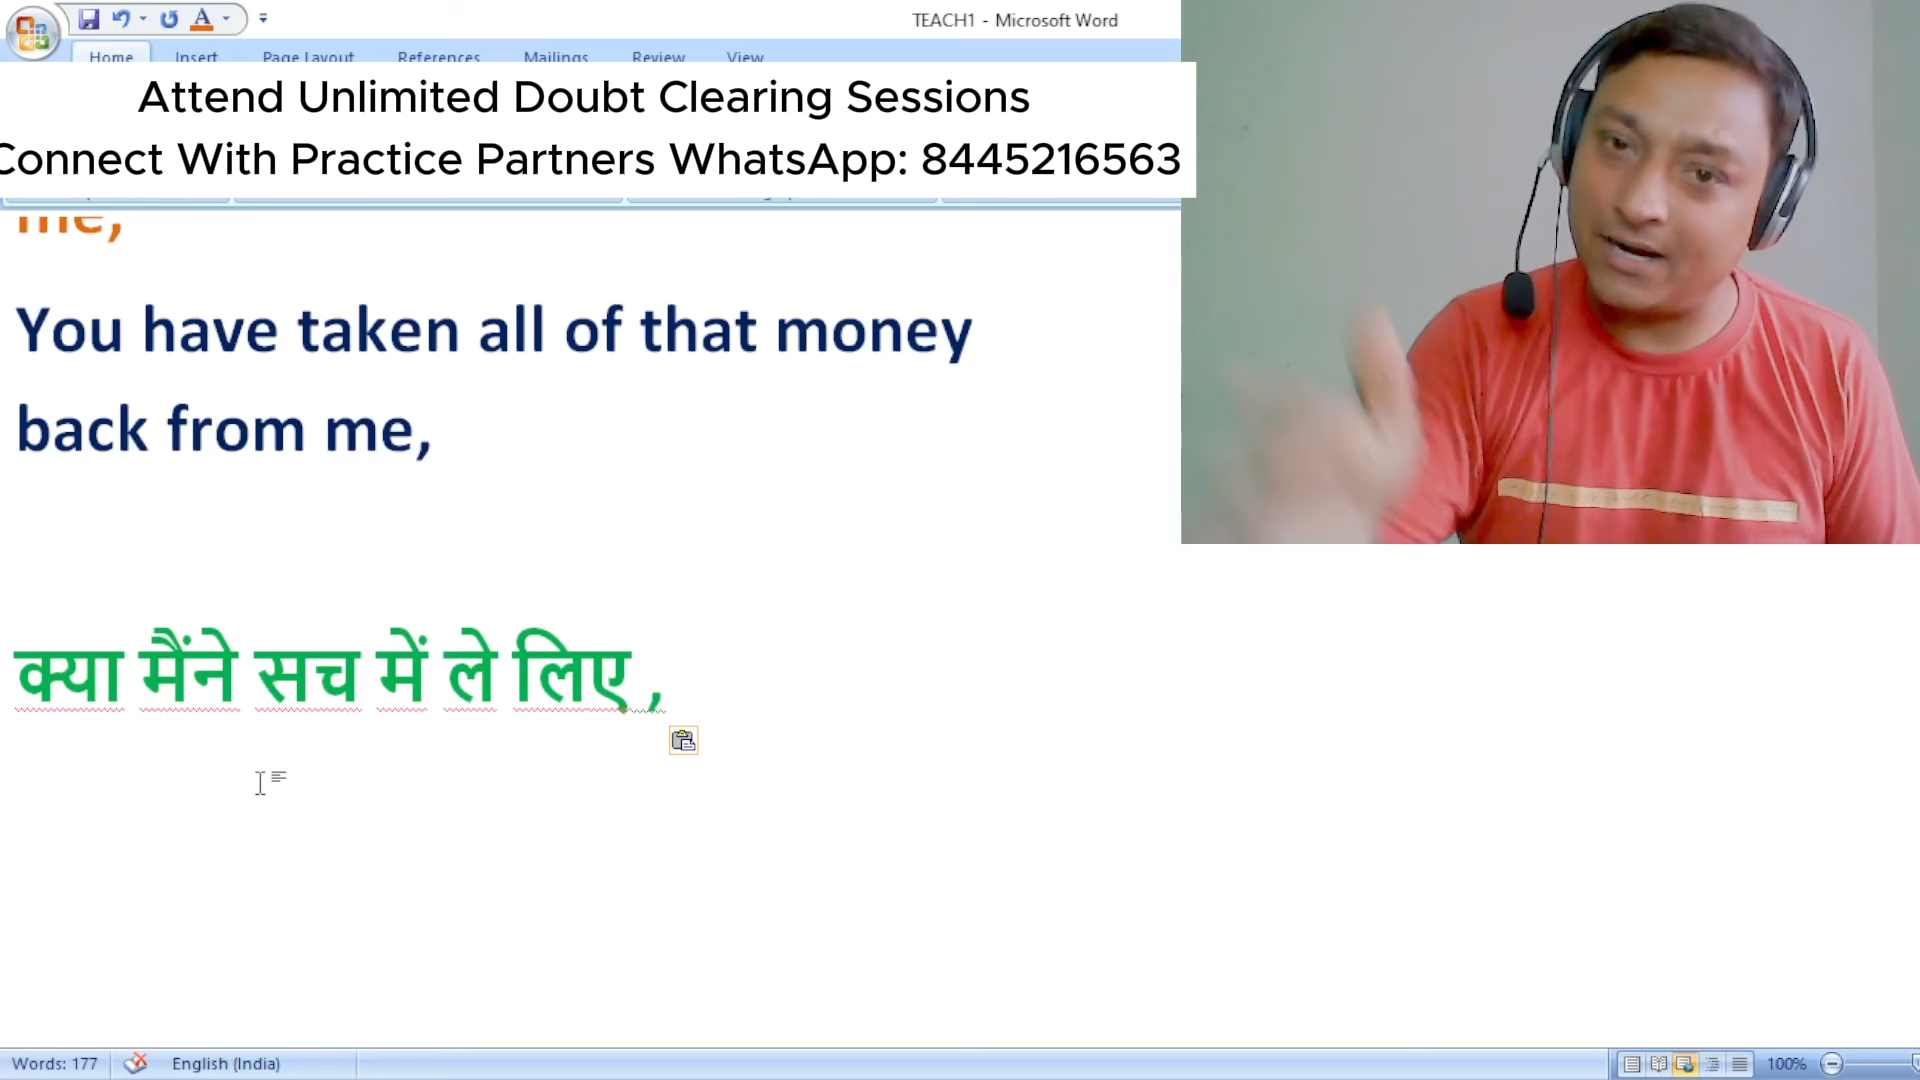 TEACH1 - Microsoft Word
Home Insert Page Layout References Mailings Review View
Attend Unlimited Doubt Clearing Sessions
Connect With Practice Partners WhatsApp: 8445216563
me,
You have taken all of that money
back from me,
क्या मैंने सच में ले लिए ,
Words: 177 English (India) 100%